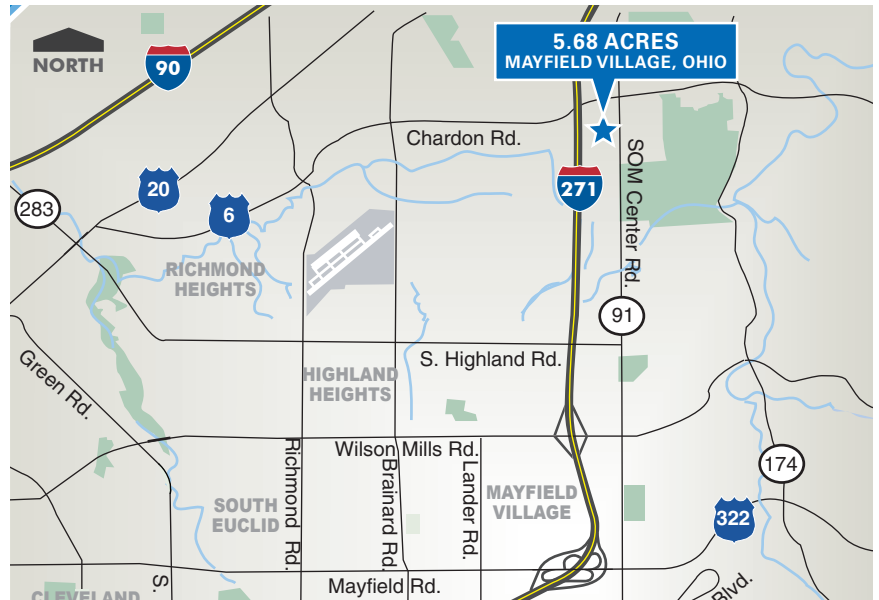 NORTH
90
5.68 ACRES
MAYFIELD VILLAGE, OHIO
Chardon Rd.
271
SOM Center Rd.
20
6
283
RICHMOND
HEIGHTS
91
S. Highland Rd.
Green Rd.
HIGHLAND
HEIGHTS
Richmond Rd.
Wilson Mills Rd.
Brainard Rd.
Lander Rd.
174
MAYFIELD
VILLAGE
SOUTH
EUCLID
322
S.
Mayfield Rd.
Blvd.
CLEVELAND